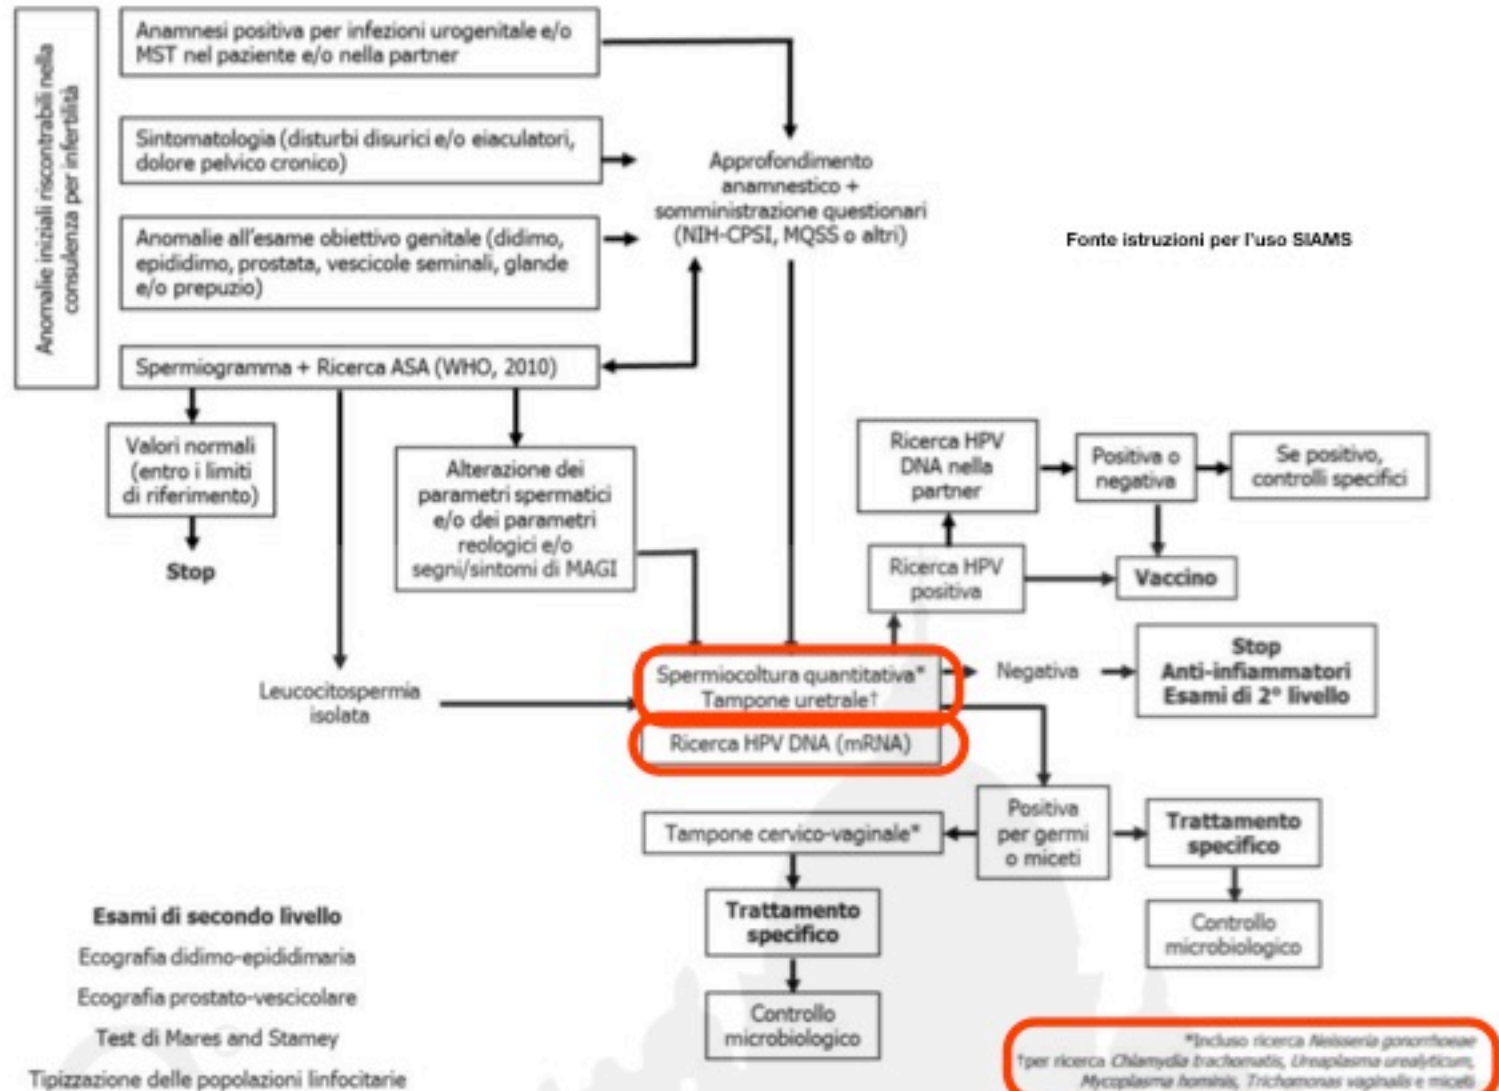 Anomalie iniziali riscontrabili nella
consulenza per infertilità
Anamnesi positiva per infezioni urogenitale e/o
MST nel paziente e/o nella partner
Sintomatologia (disturbi disurici e/o eiaculatori,
dolore pelvico cronico)
Anomalie all'esame obiettivo genitale (didimo,
epididimo, prostata, vescicole seminali, glande
e/o prepuzio)
Spermiogramma + Ricerca ASA (WHO, 2010)
Approfondimento
anamnestico +
somministrazione questionari
(NIH-CPSI, MQSS o altri)
Fonte istruzioni per l'uso SIAMS
Valori normali
(entro i limiti
di riferimento)
Stop
Alterazione dei
parametri spermatici
e/o dei parametri
reologici e/o
segni/sintomi di MAGI
Leucocitospermia
isolata
Ricerca HPV
DNA nella
partner
Positiva o
negativa
Se positivo,
controlli specifici
Ricerca HPV
positiva
Vaccino
Spermiocoltura quantitativa*
Tampone uretrale†
Ricerca HPV DNA (mRNA)
Negativa
Stop
Anti-infiammatori
Esami di 2° livello
Positiva
per germi
o miceti
Tampone cervico-vaginale*
Trattamento
specifico
Controllo
microbiologico
Trattamento
specifico
Controllo
microbiologico
Esami di secondo livello
Ecografia didimo-epididimaria
Ecografia prostato-vescicolare
Test di Mares and Stamey
Tipizzazione delle popolazioni linfocitarie
*Incluso ricerca Neisseria gonorrhoeae
†per ricerca Chlamydia trachomatis, Ureaplasma urealyticum,
Mycoplasma hominis, Trichomonas vaginalis e miceti